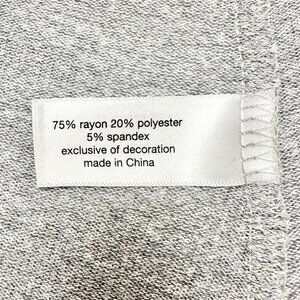 75% rayon 20% polyester
5% spandex
exclusive of decoration
made in China